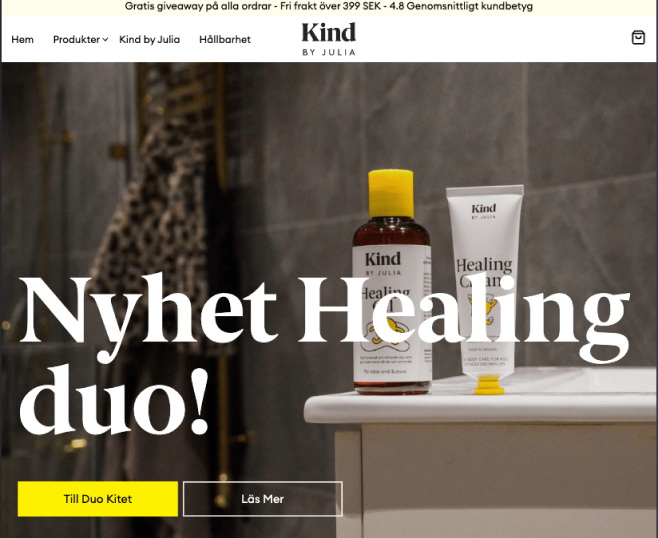 Gratis giveaway på alla ordrar - Fri frakt över 399 SEK - 4.8 Genomsnittligt kundbetyg
Hem Produkter Kind by Julia Hållbarhet
Kind
BY JULIA
Kind
BY JULIA
Healing
Kind
BY JULIA
Healing
Nyhet Healing
duo!
Till Duo Kitet
Läs Mer